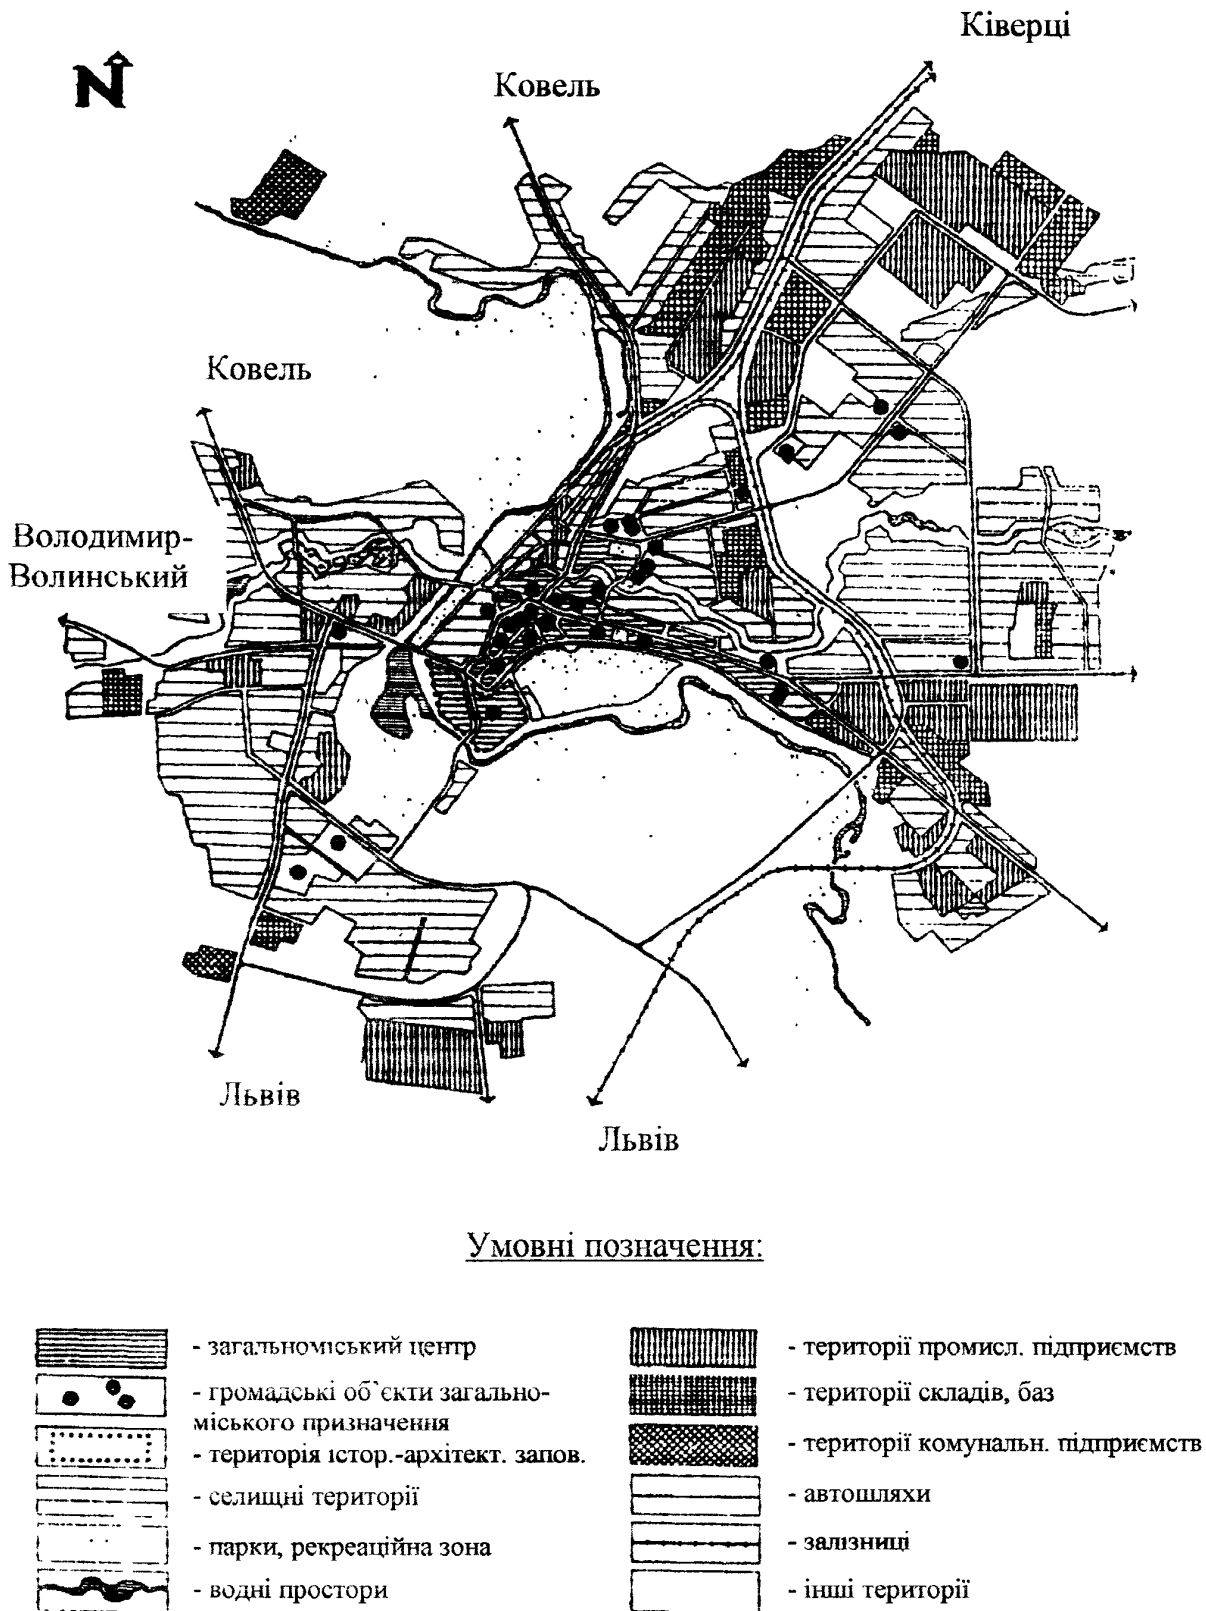 Ківерці
N
Ковель
Ковель
Володимир-
Волинський
Львів
Львів
Умовні позначення:
- загальноміський центр
- громадські об`єкти загально-
міського призначення
- територія істор.-архітект. запов.
- селищні території
- парки, рекреаційна зона
- водні простори
- території промисл. підприємств
- території складів, баз
- території комунальн. підприємств
- автошляхи
- залізниці
- інші території